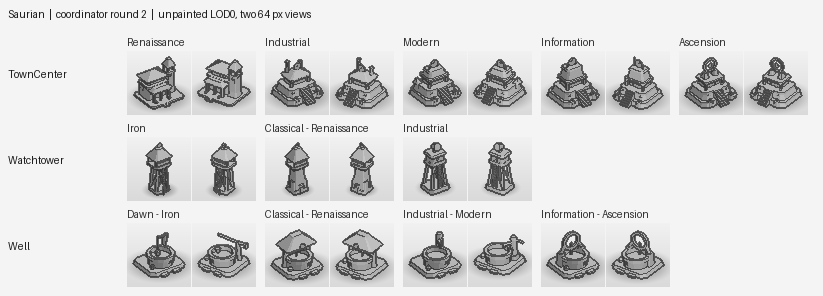 Saurian | coordinator round 2 | unpainted LOD0, two 64 px views
Renaissance Industrial Modern Information Ascension
TownCenter
Iron Classical - Renaissance Industrial
Watchtower
Dawn - Iron Classical - Renaissance Industrial - Modern Information - Ascension
Well